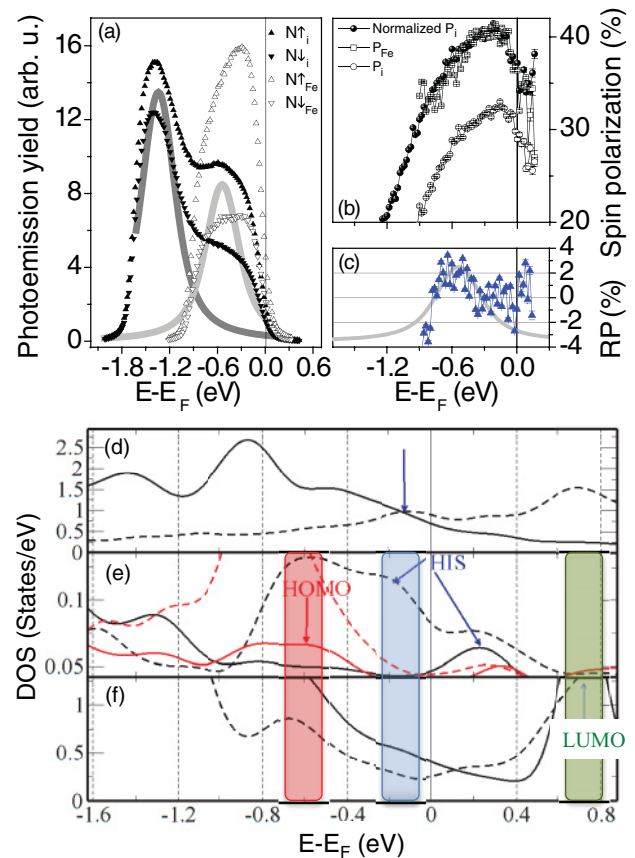 (a)
N↑i
N↓i
N↑Fe
N↓Fe
Photoemission yield (arb. u.)
16
12
8
4
0
-1.8 -1.2 -0.6 0.0 0.6
E-EF (eV)
Normalized Pi
PFe
Pi
(b)
40
30
20
Spin polarization (%)
(c)
4
2
0
-2
-4
RP (%)
-1.2 -0.6 0.0
E-EF (eV)
(d)
2.5
2
1.5
1
0.5
0
(e)
HOMO
HIS
0.1
0.05
(f)
LUMO
1
0.5
0
DOS (States/eV)
-1.6 -1.2 -0.8 -0.4 0 0.4 0.8
E-EF (eV)